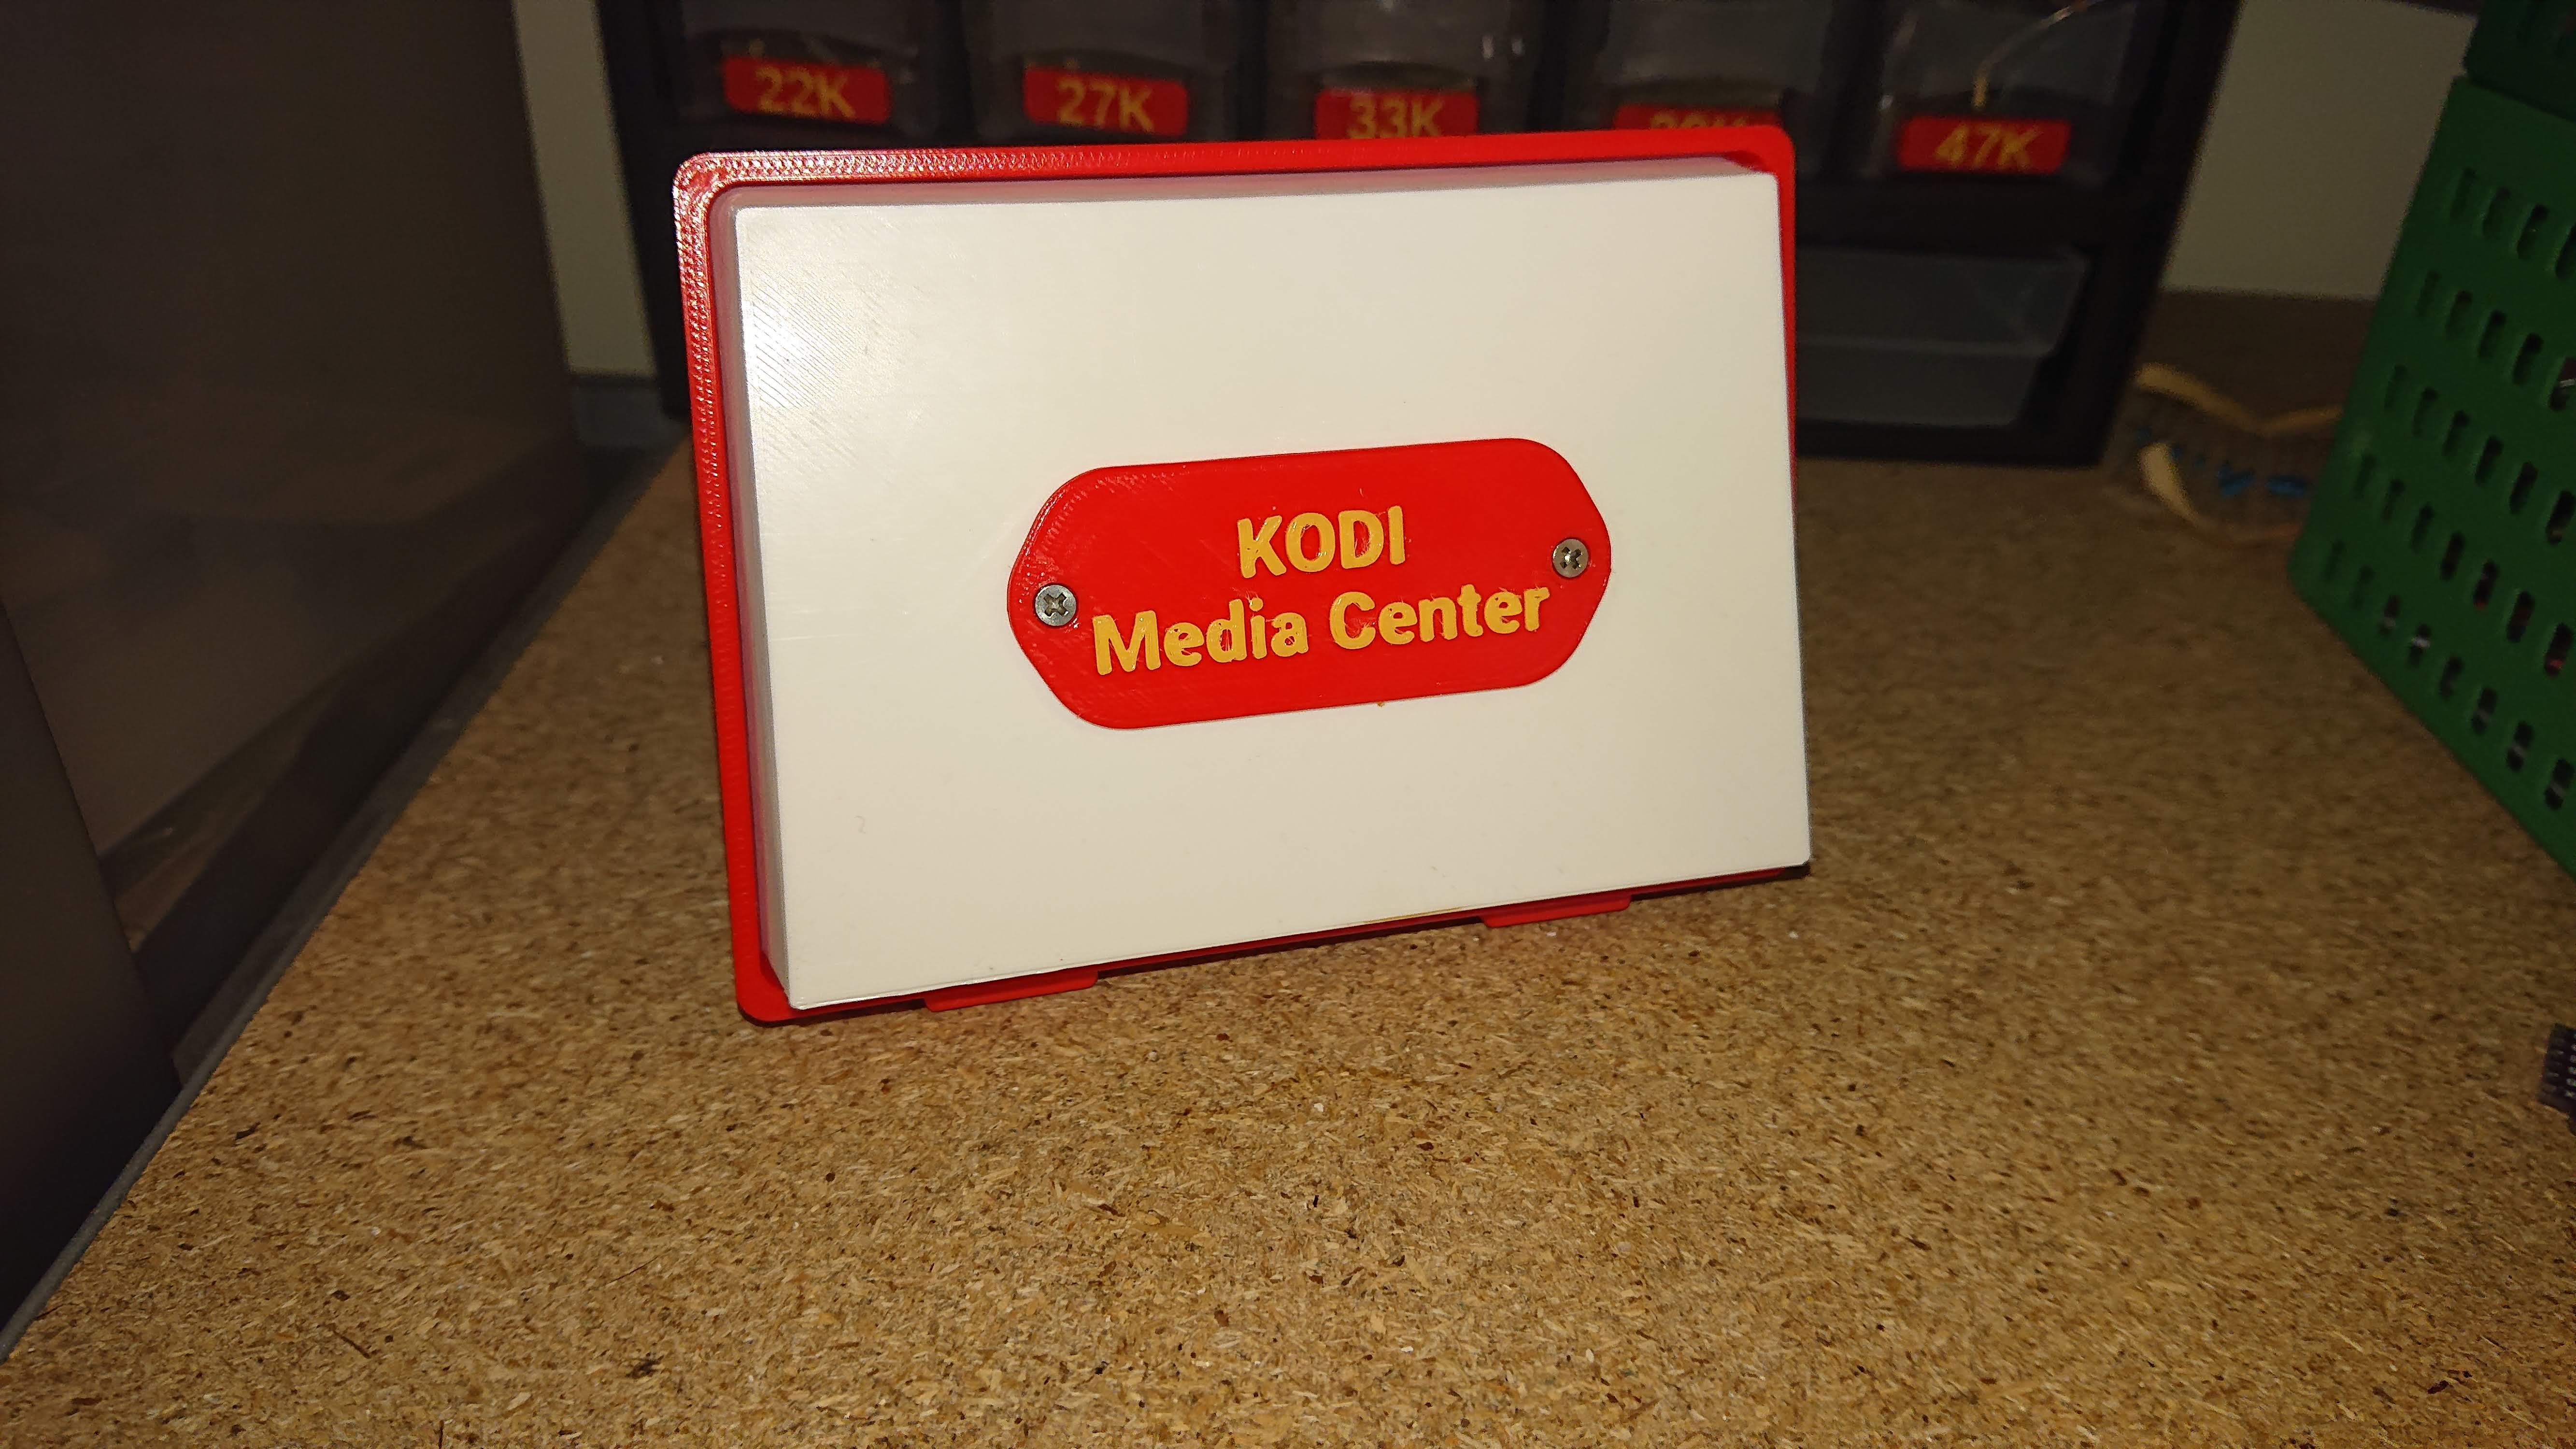 22K
27K
33K
47K
KODI
Media Center